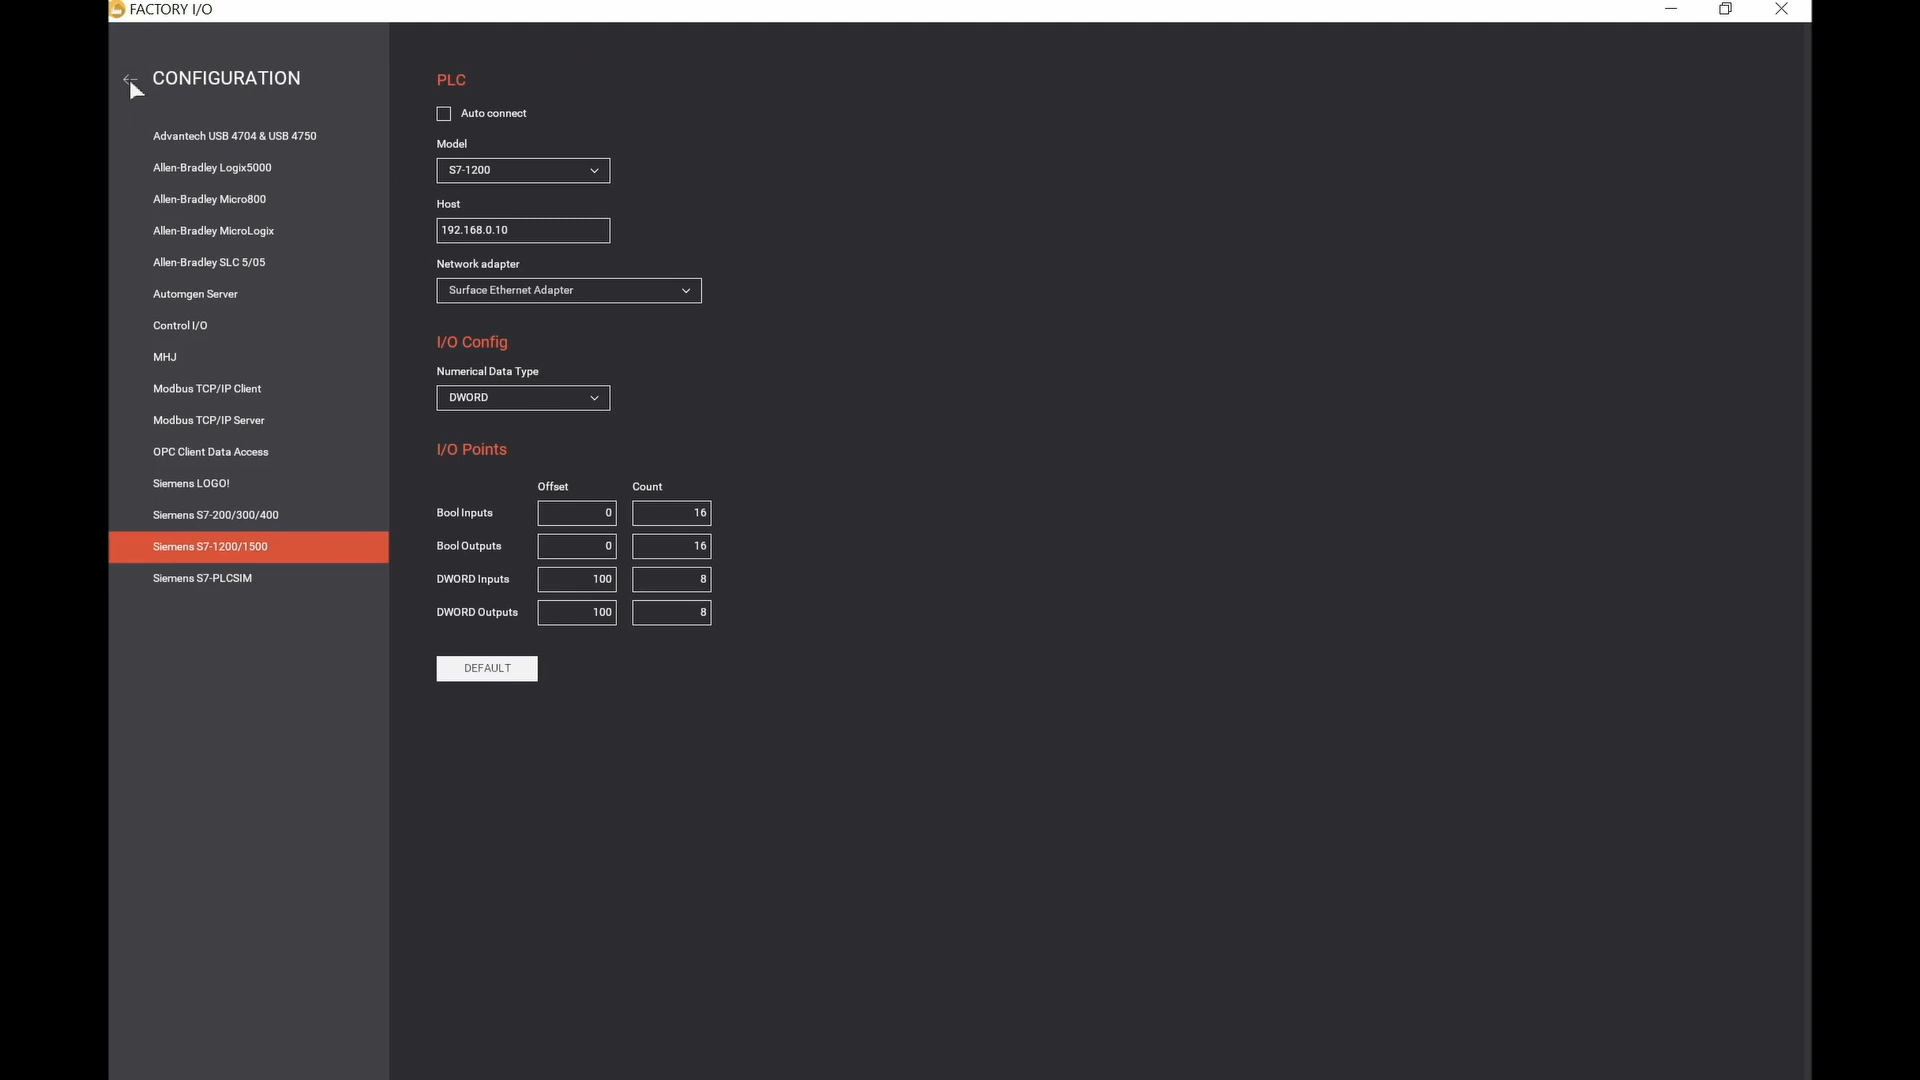 FACTORY I/O
CONFIGURATION
Advantech USB 4704 & USB 4750
Allen-Bradley Logix5000
Allen-Bradley Micro800
Allen-Bradley MicroLogix
Allen-Bradley SLC 5/05
Automgen Server
Control I/O
MHJ
Modbus TCP/IP Client
Modbus TCP/IP Server
OPC Client Data Access
Siemens LOGO!
Siemens S7-200/300/400
Siemens S7-1200/1500
Siemens S7-PLCSIM
PLC
Auto connect
Model
S7-1200
Host
192.168.0.10
Network adapter
Surface Ethernet Adapter
I/O Config
Numerical Data Type
DWORD
I/O Points
Offset Count
Bool Inputs 0 16
Bool Outputs 0 16
DWORD Inputs 100 8
DWORD Outputs 100 8
DEFAULT